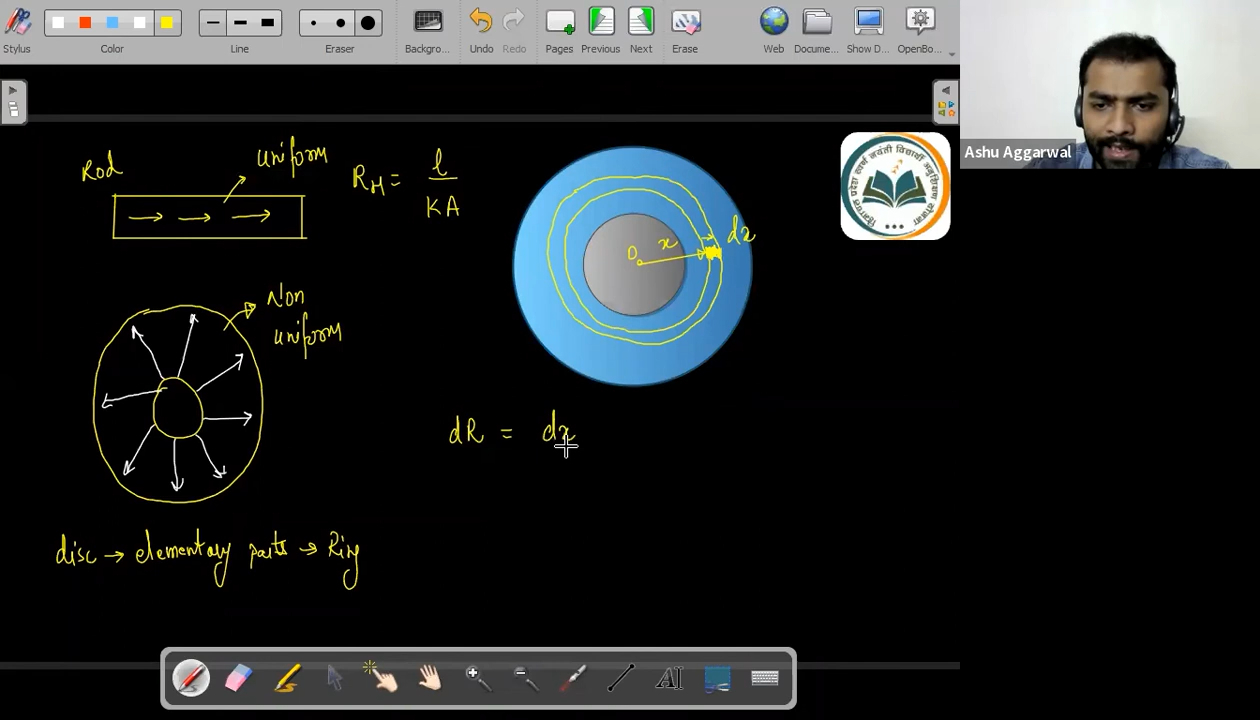 Stylus
Color
Line
Eraser
Backgro...
Undo
Redo
Pages
Previous
Next
Erase
Web
Docume...
Show D...
OpenBo...
Ashu Aggarwal
Rod
uniform
R_H = l / KA
Non
uniform
O
x
dx
dR = dx
disc → elementary parts → Ring
AI